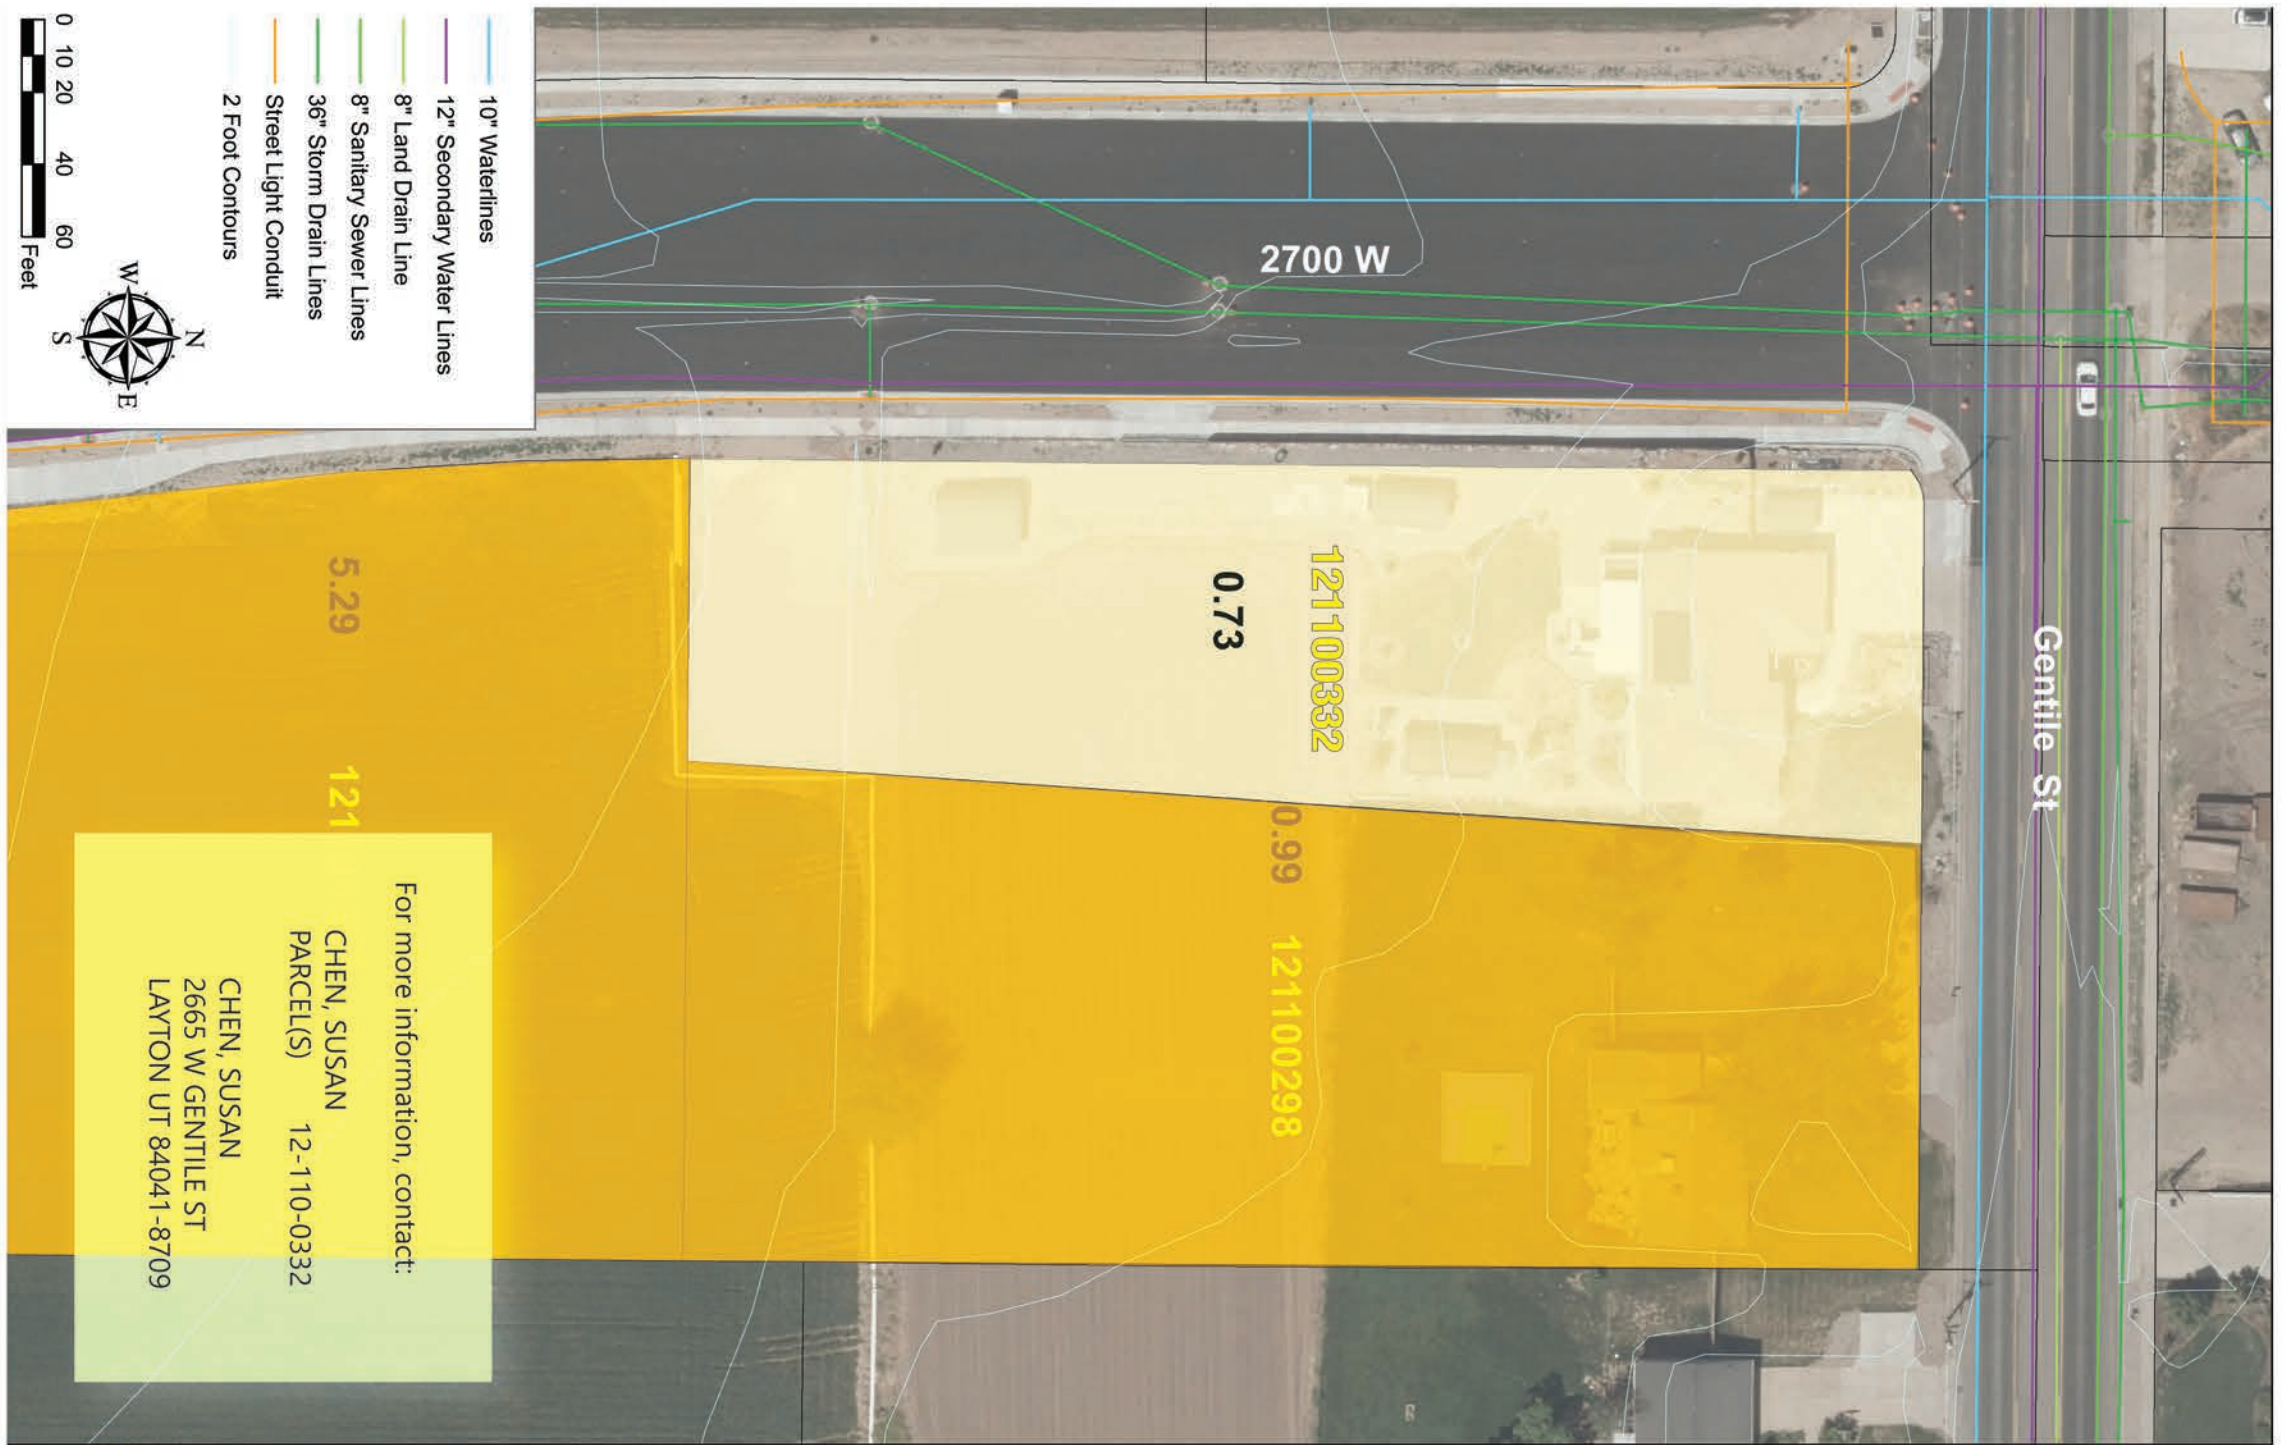 10" Waterlines
12" Secondary Water Lines
8" Land Drain Line
8" Sanitary Sewer Lines
36" Storm Drain Lines
Street Light Conduit
2 Foot Contours
0 10 20 40 60
Feet
N
W
E
S
2700 W
Gentile St
121100332
0.73
0.99 121100298
5.29 121
For more information, contact:
CHEN, SUSAN
PARCEL(S) 12-110-0332
CHEN, SUSAN
2665 W GENTILE ST
LAYTON UT 84041-8709